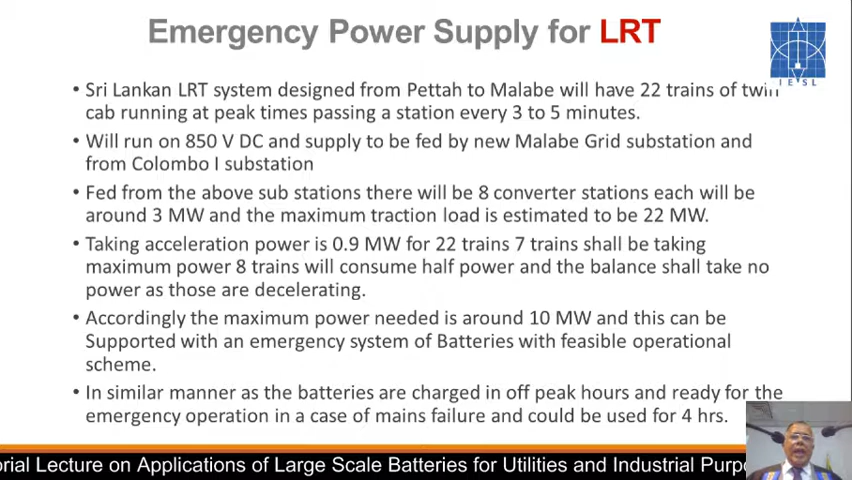 Emergency Power Supply for LRT
IESL
• Sri Lankan LRT system designed from Pettah to Malabe will have 22 trains of twin
cab running at peak times passing a station every 3 to 5 minutes.
• Will run on 850 V DC and supply to be fed by new Malabe Grid substation and
from Colombo I substation
• Fed from the above sub stations there will be 8 converter stations each will be
around 3 MW and the maximum traction load is estimated to be 22 MW.
• Taking acceleration power is 0.9 MW for 22 trains 7 trains shall be taking
maximum power 8 trains will consume half power and the balance shall take no
power as those are decelerating.
• Accordingly the maximum power needed is around 10 MW and this can be
Supported with an emergency system of Batteries with feasible operational
scheme.
• In similar manner as the batteries are charged in off peak hours and ready for the
emergency operation in a case of mains failure and could be used for 4 hrs.
orial Lecture on Applications of Large Scale Batteries for Utilities and Industrial Purpo